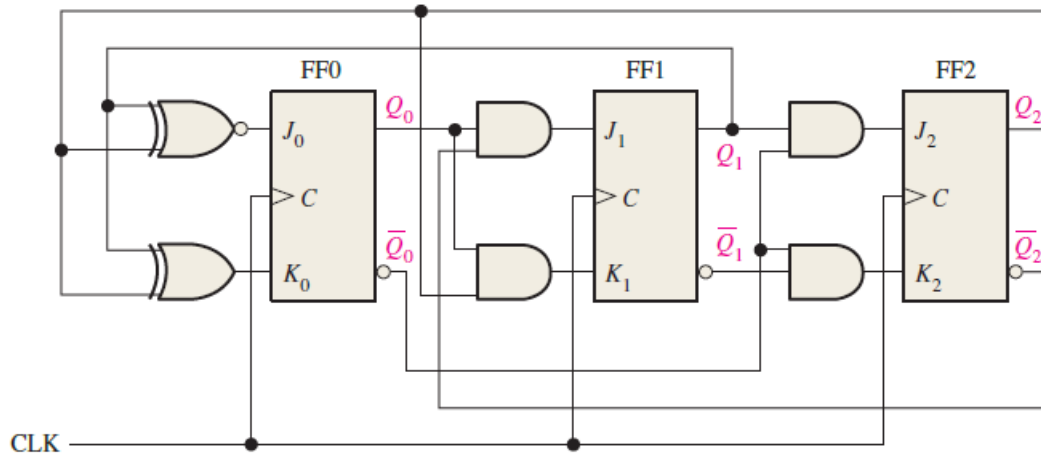 FF0 FF1 FF2
Q0 Q2
J0 J1 J2
Q1
C C C
Q̅0 Q̅1 Q̅2
K0 K1 K2
CLK